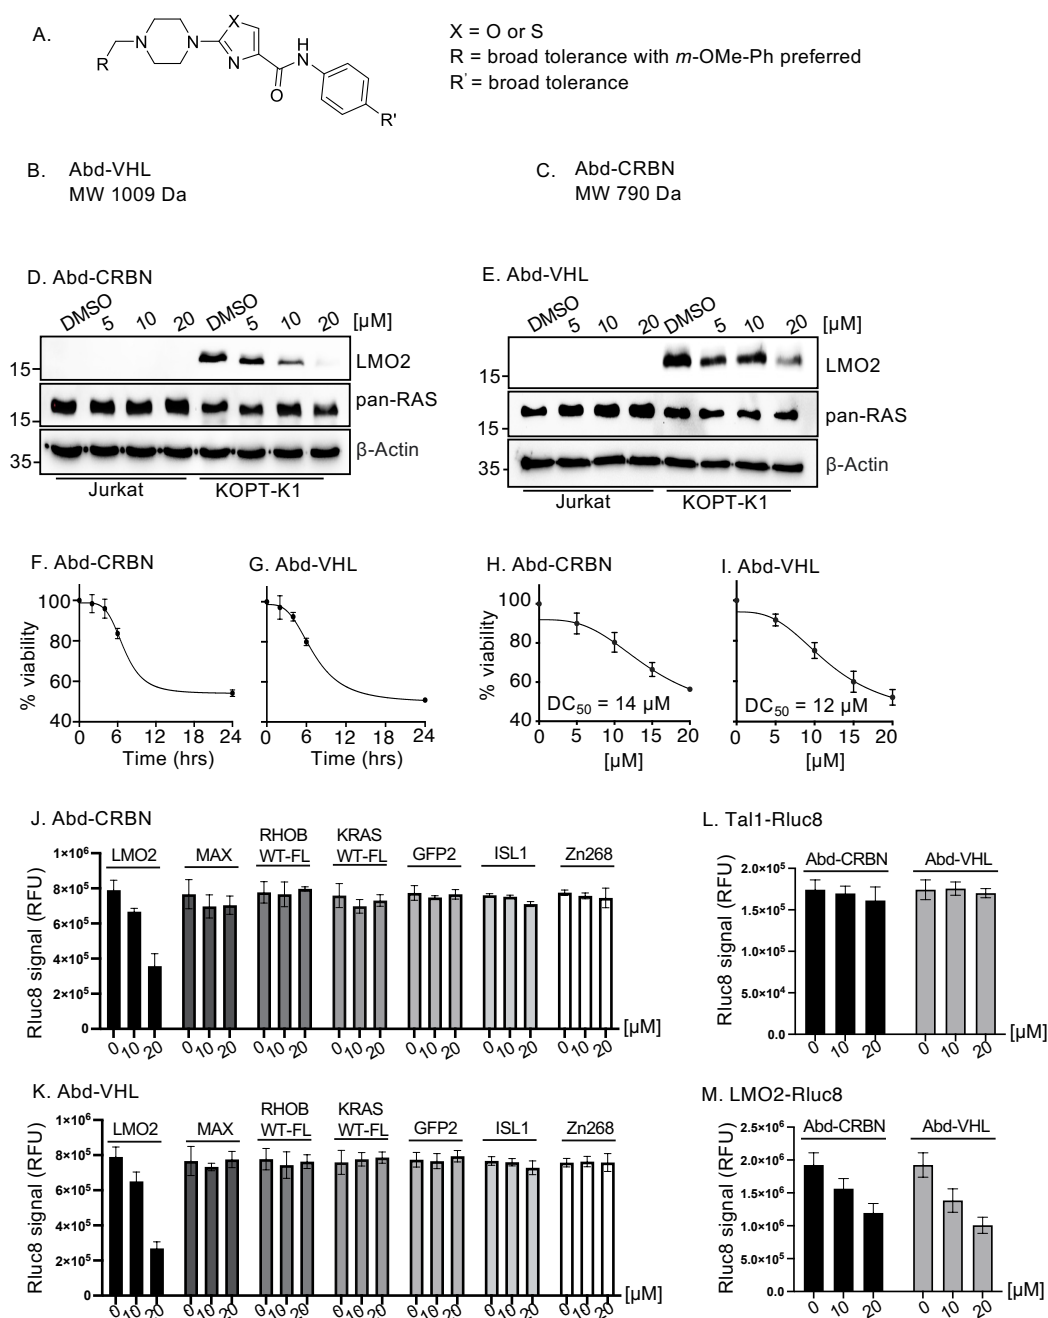 A.
X
N
N
N
R
O
H
N
R'
X = O or S
R = broad tolerance with m-OMe-Ph preferred
R' = broad tolerance
B. Abd-VHL
MW 1009 Da
C. Abd-CRBN
MW 790 Da
D. Abd-CRBN
DMSO 5 10 20 DMSO 5 10 20 [µM]
15 LMO2
15 pan-RAS
35 β-Actin
Jurkat KOPT-K1
E. Abd-VHL
DMSO 5 10 20 DMSO 5 10 20 [µM]
15 LMO2
15 pan-RAS
35 β-Actin
Jurkat KOPT-K1
F. Abd-CRBN
% viability
100
80
60
40
0 6 12 18 24
Time (hrs)
G. Abd-VHL
0 6 12 18 24
Time (hrs)
H. Abd-CRBN
% viability
100
80
60
40
DC50 = 14 µM
0 5 10 15 20
[µM]
I. Abd-VHL
DC50 = 12 µM
0 5 10 15 20
[µM]
J. Abd-CRBN
Rluc8 signal (RFU)
1×10⁶
8×10⁵
6×10⁵
4×10⁵
2×10⁵
0
LMO2 MAX RHOB WT-FL KRAS WT-FL GFP2 ISL1 Zn268
0 10 20 0 10 20 0 10 20 0 10 20 0 10 20 0 10 20 0 10 20 [µM]
K. Abd-VHL
Rluc8 signal (RFU)
1×10⁶
8×10⁵
6×10⁵
4×10⁵
2×10⁵
0
LMO2 MAX RHOB WT-FL KRAS WT-FL GFP2 ISL1 Zn268
0 10 20 0 10 20 0 10 20 0 10 20 0 10 20 0 10 20 0 10 20 [µM]
L. Tal1-Rluc8
Abd-CRBN Abd-VHL
Rluc8 signal (RFU)
2.0×10⁵
1.5×10⁵
1.0×10⁵
5.0×10⁴
0.0
0 10 20 0 10 20 [µM]
M. LMO2-Rluc8
Abd-CRBN Abd-VHL
Rluc8 signal (RFU)
2.5×10⁶
2.0×10⁶
1.5×10⁶
1.0×10⁶
5.0×10⁵
0.0
0 10 20 0 10 20 [µM]